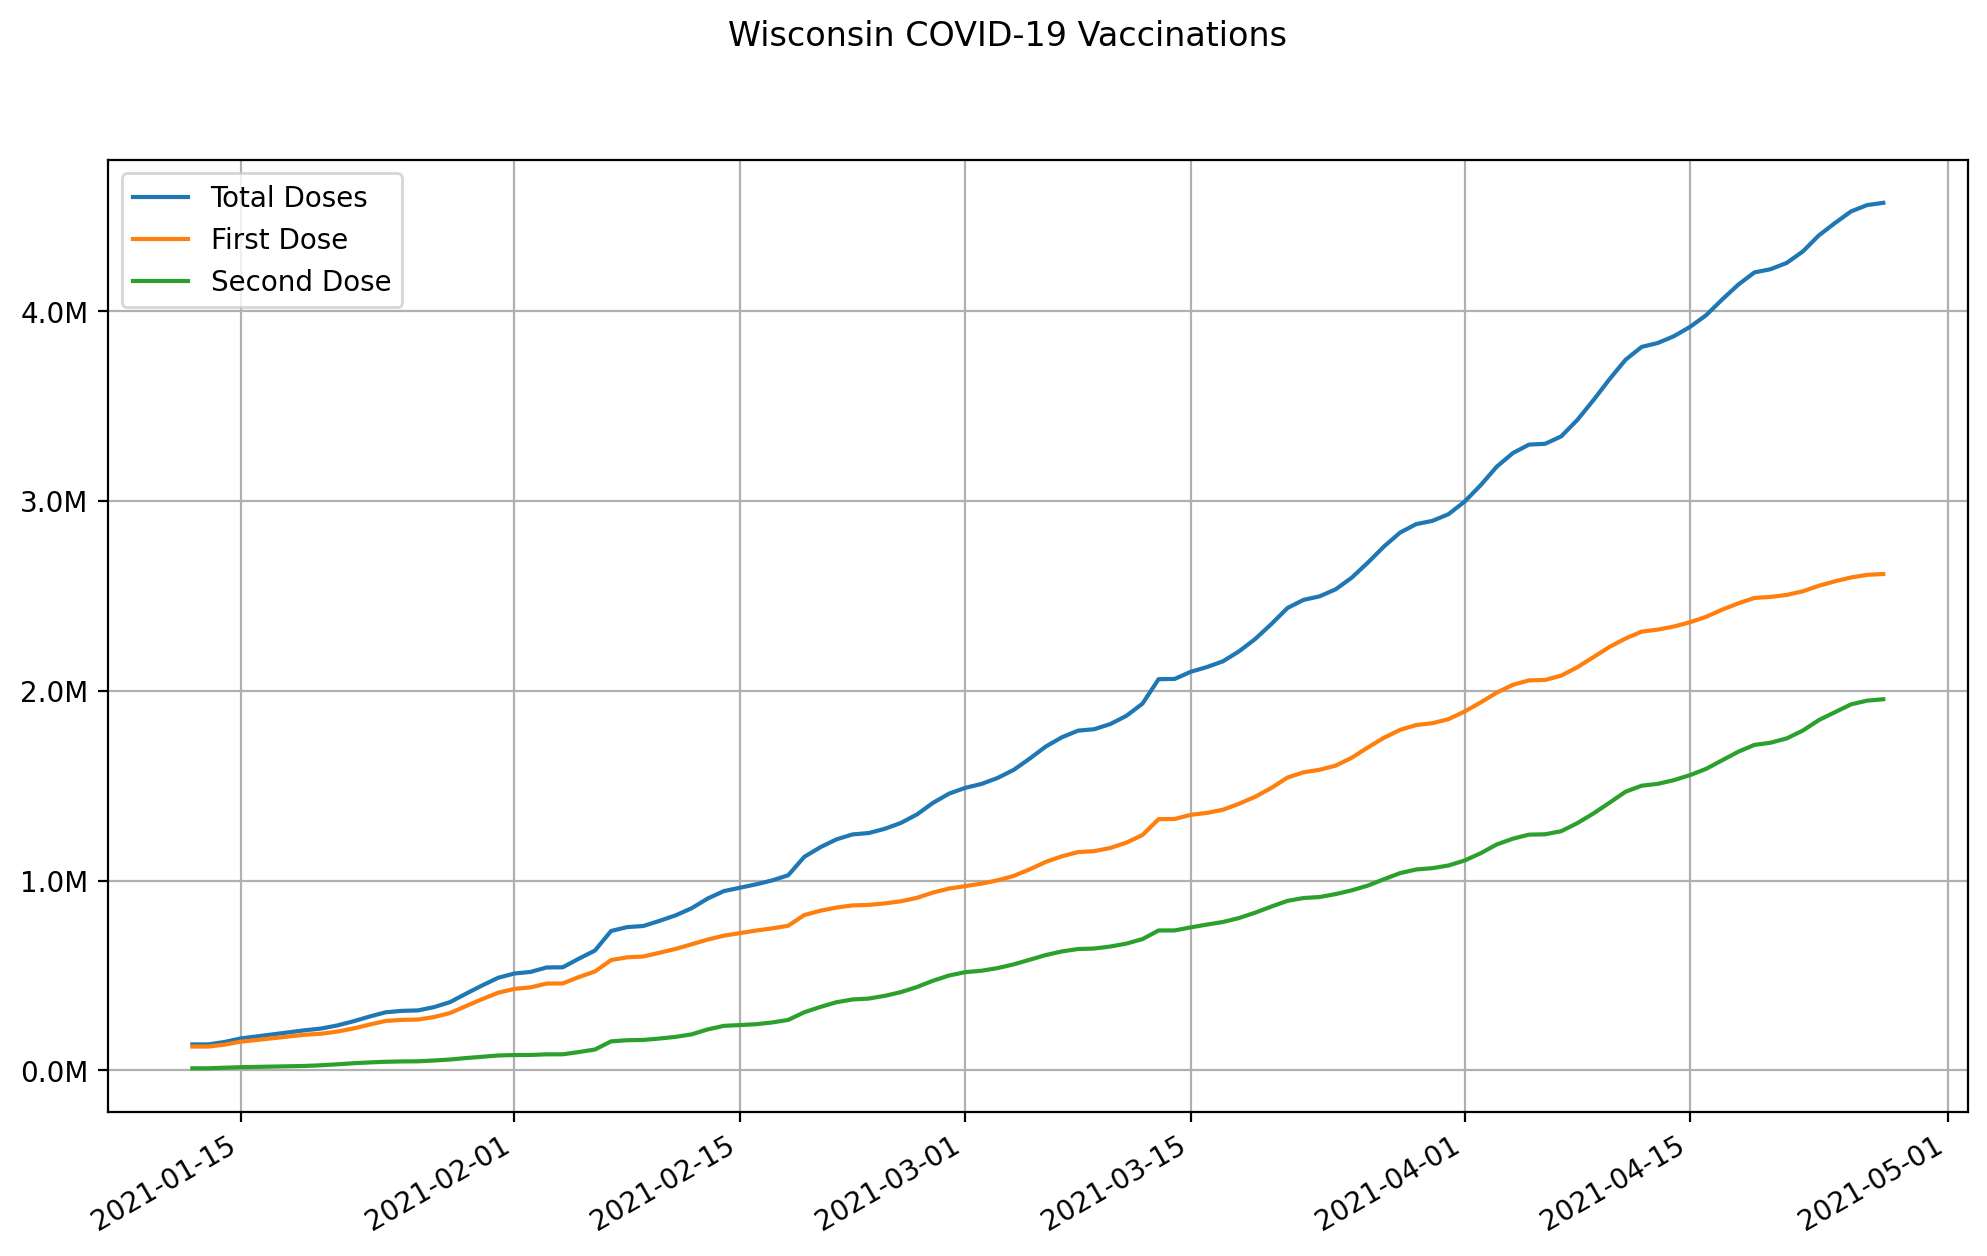 Wisconsin COVID-19 Vaccinations
Total Doses
First Dose
Second Dose
4.0M
3.0M
2.0M
1.0M
0.0M
2021-01-15
2021-02-01
2021-02-15
2021-03-01
2021-03-15
2021-04-01
2021-04-15
2021-05-01